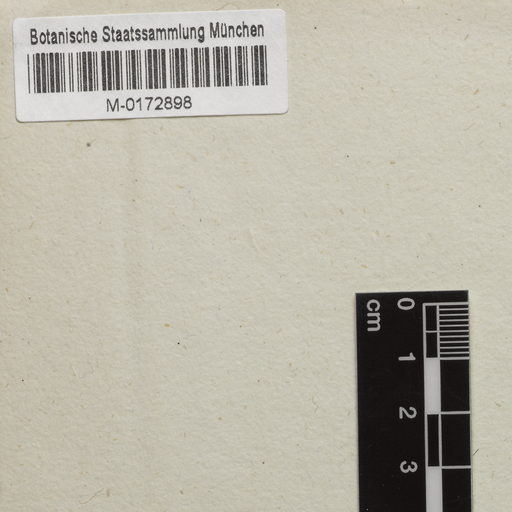 Botanische Staatssammlung München
M-0172898
cm
0
1
2
3